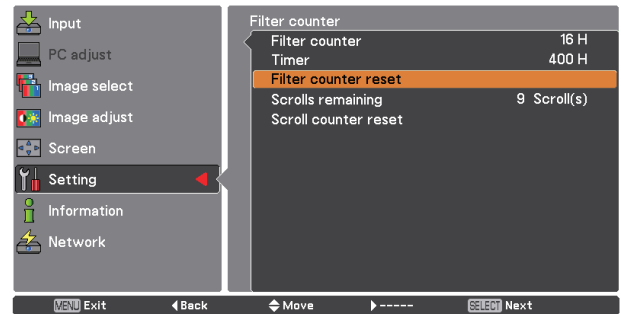 Input
PC adjust
Image select
Image adjust
Screen
Setting
Information
Network
Filter counter
Filter counter 16 H
Timer 400 H
Filter counter reset
Scrolls remaining 9 Scroll(s)
Scroll counter reset
MENU Exit Back Move ----- SELECT Next